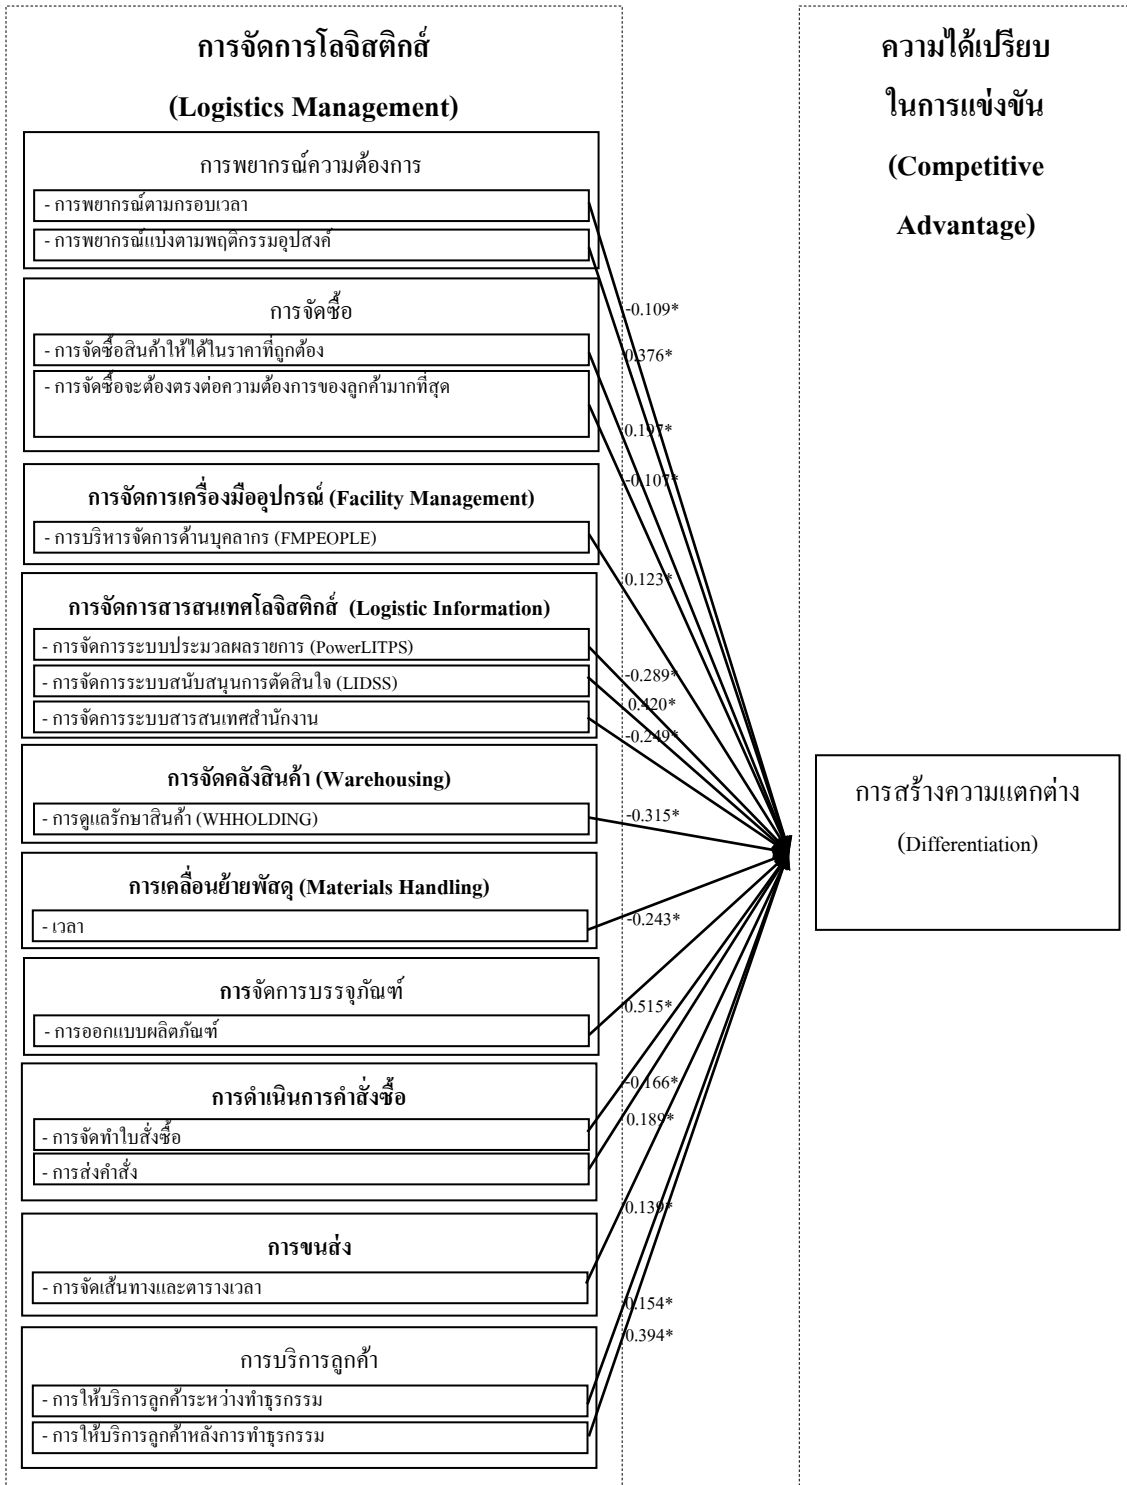 การจัดการโลจิสติกส์
(Logistics Management)
การพยากรณ์ความต้องการ
- การพยากรณ์ตามกรอบเวลา
- การพยากรณ์แบ่งตามพฤติกรรมอุปสงค์
การจัดซื้อ
- การจัดซื้อสินค้าให้ได้ในราคาที่ถูกต้อง
- การจัดซื้อจะต้องตรงต่อความต้องการของลูกค้ามากที่สุด
การจัดการเครื่องมืออุปกรณ์ (Facility Management)
- การบริหารจัดการด้านบุคลากร (FMPEOPLE)
การจัดการสารสนเทศโลจิสติกส์ (Logistic Information)
- การจัดการระบบประมวลผลรายการ (PowerLITPS)
- การจัดการระบบสนับสนุนการตัดสินใจ (LIDSS)
- การจัดการระบบสารสนเทศสำนักงาน
การจัดคลังสินค้า (Warehousing)
- การดูแลรักษาสินค้า (WHHOLDING)
การเคลื่อนย้ายพัสดุ (Materials Handling)
- เวลา
การจัดการบรรจุภัณฑ์
- การออกแบบผลิตภัณฑ์
การดำเนินการคำสั่งซื้อ
- การจัดทำใบสั่งซื้อ
- การส่งคำสั่ง
การขนส่ง
- การจัดเส้นทางและตารางเวลา
การบริการลูกค้า
- การให้บริการลูกค้าระหว่างทำธุรกรรม
- การให้บริการลูกค้าหลังการทำธุรกรรม
-0.109*
0.376*
0.197*
-0.107*
0.123*
-0.289*
0.420*
-0.249*
-0.315*
-0.243*
0.515*
-0.166*
0.189*
0.139*
0.154*
0.394*
ความได้เปรียบ
ในการแข่งขัน
(Competitive
Advantage)
การสร้างความแตกต่าง
(Differentiation)